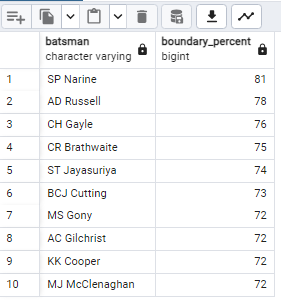 batsman boundary_percent
character varying bigint
1 SP Narine 81
2 AD Russell 78
3 CH Gayle 76
4 CR Brathwaite 75
5 ST Jayasuriya 74
6 BCJ Cutting 73
7 MS Gony 72
8 AC Gilchrist 72
9 KK Cooper 72
10 MJ McClenaghan 72